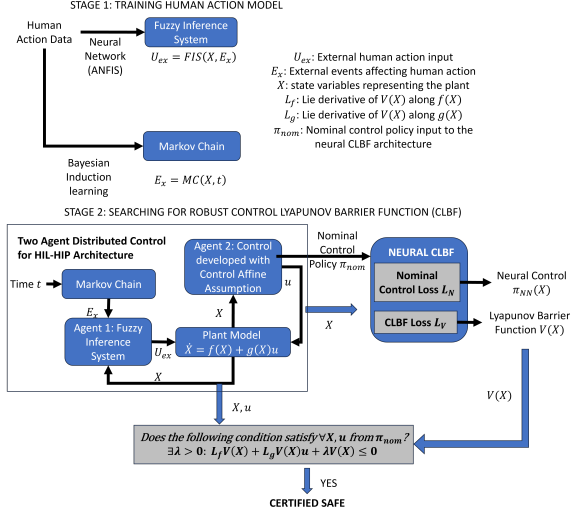 STAGE 1: TRAINING HUMAN ACTION MODEL
Human
Action Data
Neural
Network
(ANFIS)
Fuzzy Inference
System
U_ex = FIS(X, E_x)
Bayesian
Induction
learning
Markov Chain
E_x = MC(X, t)
U_ex: External human action input
E_x: External events affecting human action
X: state variables representing the plant
L_f: Lie derivative of V(X) along f(X)
L_g: Lie derivative of V(X) along g(X)
π_nom: Nominal control policy input to the
neural CLBF architecture
STAGE 2: SEARCHING FOR ROBUST CONTROL LYAPUNOV BARRIER FUNCTION (CLBF)
Two Agent Distributed Control
for HIL-HIP Architecture
Time t
Markov Chain
E_x
Agent 1: Fuzzy
Inference
System
U_ex
Agent 2: Control
developed with
Control Affine
Assumption
u
X
Plant Model
Ẋ = f(X) + g(X)u
X
Nominal
Control
Policy π_nom
X
NEURAL CLBF
Nominal
Control Loss L_N
CLBF Loss L_V
Neural Control
π_NN(X)
Lyapunov Barrier
Function V(X)
V(X)
X, u
Does the following condition satisfy ∀X, u from π_nom?
∃λ > 0: L_fV(X) + L_gV(X)u + λV(X) ≤ 0
YES
CERTIFIED SAFE